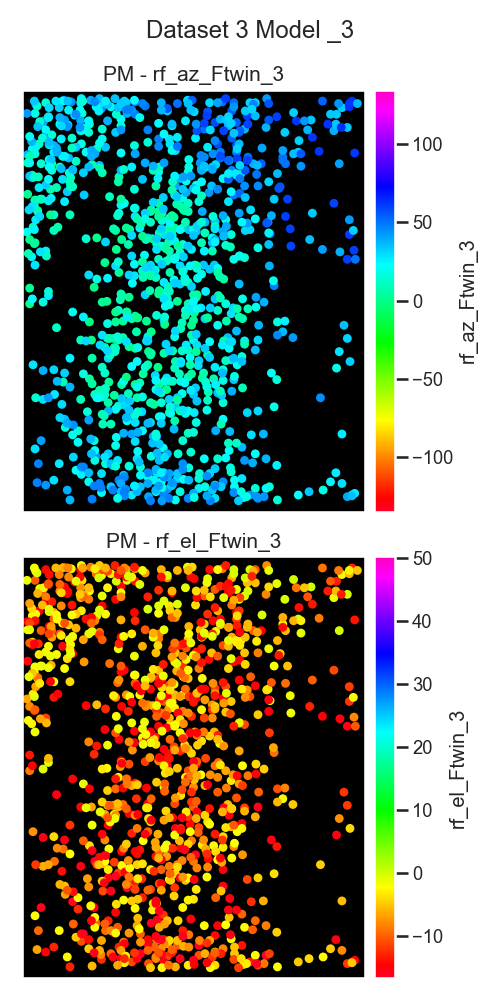 Dataset 3 Model _3
PM - rf_az_Ftwin_3
100
50
0
−50
−100
rf_az_Ftwin_3
PM - rf_el_Ftwin_3
50
40
30
20
10
0
−10
rf_el_Ftwin_3